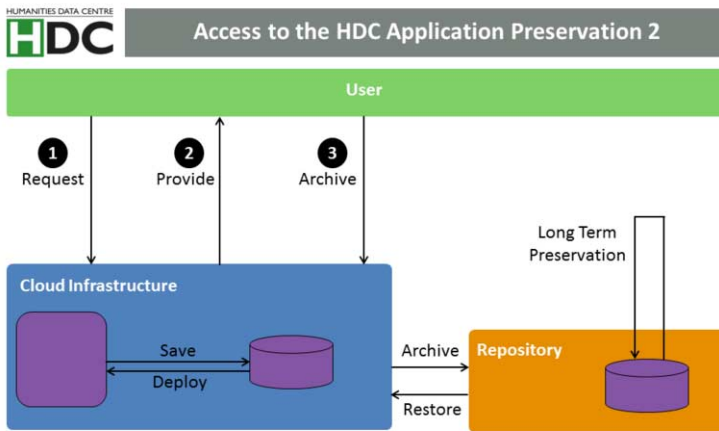 HUMANITIES DATA CENTRE
HDC
Access to the HDC Application Preservation 2
User
1
Request
2
Provide
3
Archive
Long Term
Preservation
Cloud Infrastructure
Save
Deploy
Archive
Restore
Repository